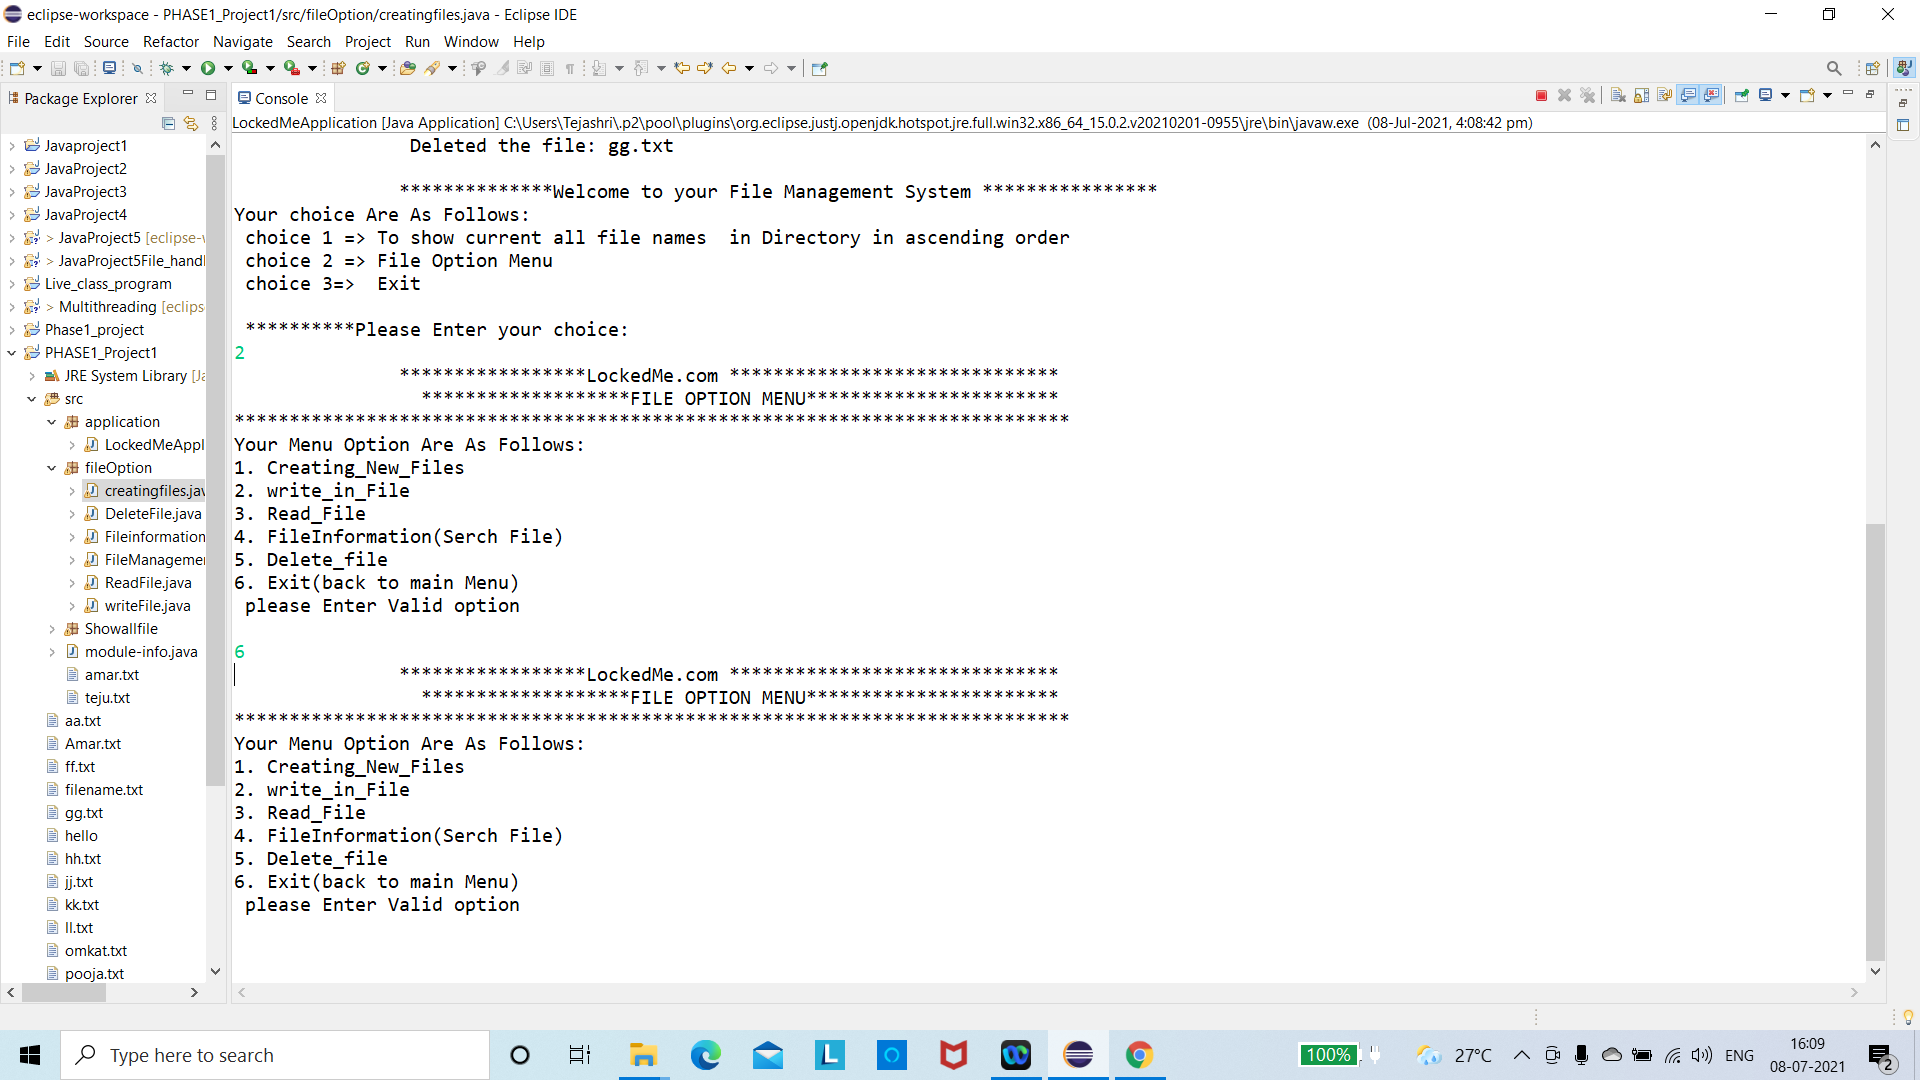 eclipse-workspace - PHASE1_Project1/src/fileOption/creatingfiles.java - Eclipse IDE
File Edit Source Refactor Navigate Search Project Run Window Help
Package Explorer
Javaproject1
JavaProject2
JavaProject3
JavaProject4
> JavaProject5 [eclipse-w
> JavaProject5File_handl
Live_class_program
> Multithreading [eclips
Phase1_project
PHASE1_Project1
JRE System Library [Ja
src
application
LockedMeAppl
fileOption
creatingfiles.jav
DeleteFile.java
Fileinformation
FileManagemen
ReadFile.java
writeFile.java
Showallfile
module-info.java
amar.txt
teju.txt
aa.txt
Amar.txt
ff.txt
filename.txt
gg.txt
hello
hh.txt
jj.txt
kk.txt
ll.txt
omkat.txt
pooja.txt
Console
LockedMeApplication [Java Application] C:\Users\Tejashri\.p2\pool\plugins\org.eclipse.justj.openjdk.hotspot.jre.full.win32.x86_64_15.0.2.v20210201-0955\jre\bin\javaw.exe (08-Jul-2021, 4:08:42 pm)
Deleted the file: gg.txt
**************Welcome to your File Management System ****************
Your choice Are As Follows:
choice 1 => To show current all file names  in Directory in ascending order
choice 2 => File Option Menu
choice 3=>  Exit
**********Please Enter your choice:
2
*****************LockedMe.com ******************************
*******************FILE OPTION MENU***********************
****************************************************************************
Your Menu Option Are As Follows:
1. Creating_New_Files
2. write_in_File
3. Read_File
4. FileInformation(Serch File)
5. Delete_file
6. Exit(back to main Menu)
please Enter Valid option
6
*****************LockedMe.com ******************************
*******************FILE OPTION MENU***********************
****************************************************************************
Your Menu Option Are As Follows:
1. Creating_New_Files
2. write_in_File
3. Read_File
4. FileInformation(Serch File)
5. Delete_file
6. Exit(back to main Menu)
please Enter Valid option
Type here to search
100%
27°C
ENG
16:09
08-07-2021
2